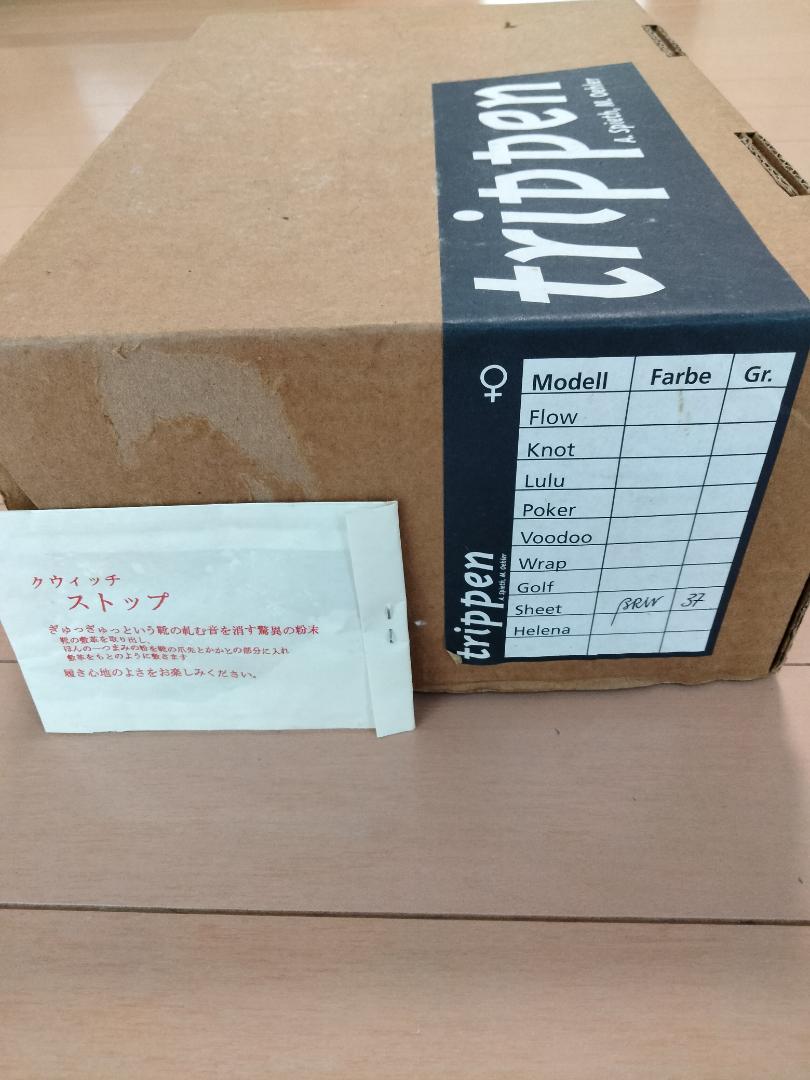 trippen
A. Spieth, M. Oehler
♀
Modell Farbe Gr.
Flow
Knot
Lulu
Poker
Voodoo
Wrap
Golf
Sheet BRW 37
Helena
trippen
A. Spieth, M. Oehler
クウィッチ
ストップ
ぎゅっぎゅっという靴の軋む音を消す驚異の粉末
靴の敷革を取り出し、
ほんの一つまみの粉を靴の爪先とかかとの部分に入れ
敷革をもとのように敷きます
履き心地のよさをお楽しみください。